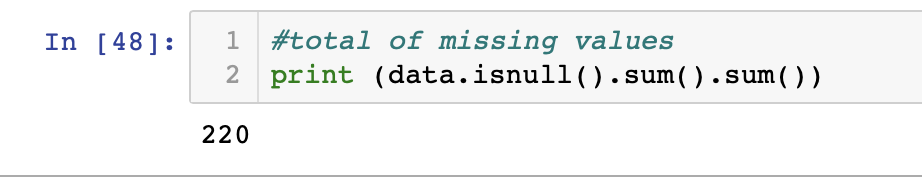 In [48]: 1 #total of missing values
2 print (data.isnull().sum().sum())
220